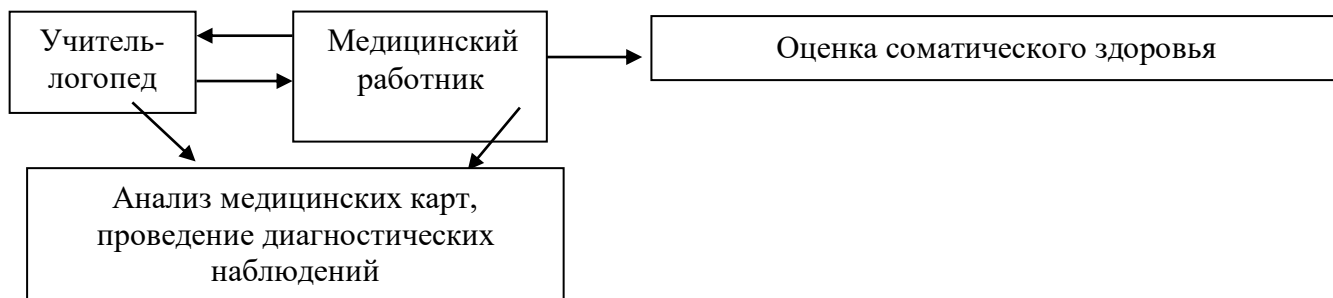 Учитель-
логопед
Медицинский
работник
Оценка соматического здоровья
Анализ медицинских карт,
проведение диагностических
наблюдений